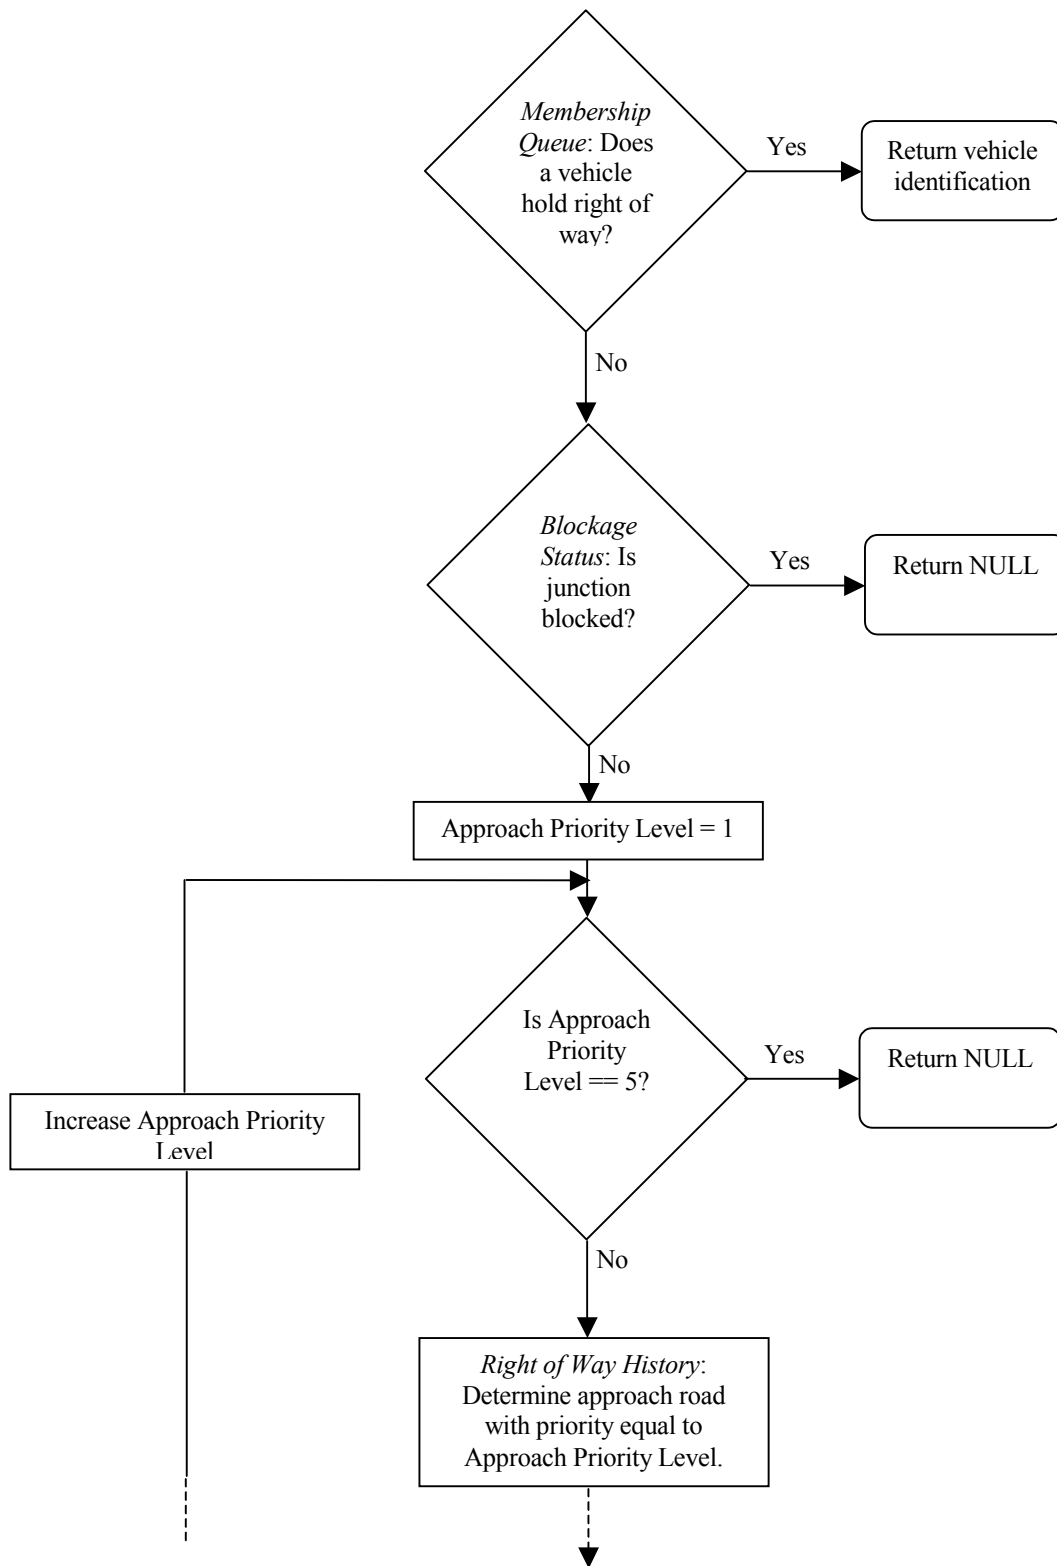 Membership
Queue: Does
a vehicle
hold right of
way?
Yes
Return vehicle
identification
No
Blockage
Status: Is
junction
blocked?
Yes
Return NULL
No
Approach Priority Level = 1
Is Approach
Priority
Level == 5?
Yes
Return NULL
Increase Approach Priority
Level
No
Right of Way History:
Determine approach road
with priority equal to
Approach Priority Level.